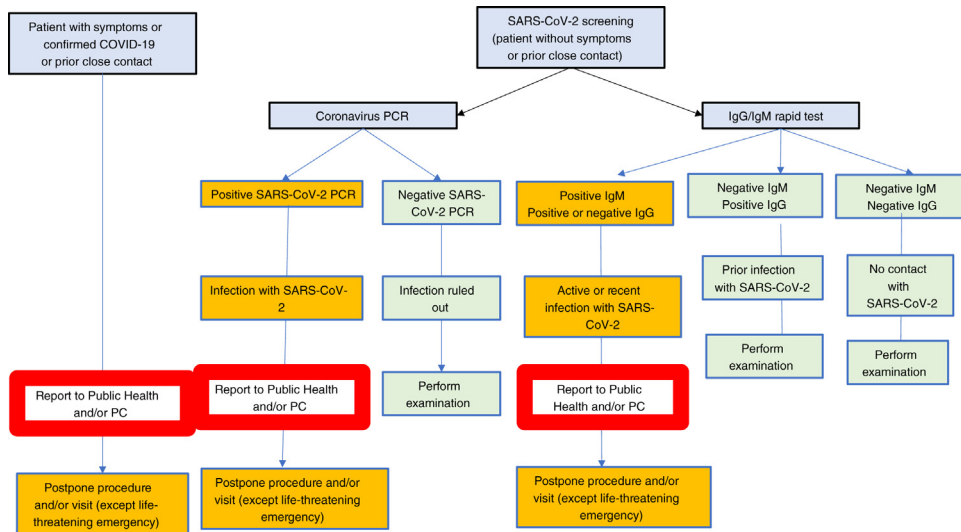 Patient with symptoms or
confirmed COVID-19
or prior close contact
SARS-CoV-2 screening
(patient without symptoms
or prior close contact)
Coronavirus PCR
IgG/IgM rapid test
Positive SARS-CoV-2 PCR
Negative SARS-
CoV-2 PCR
Positive IgM
Positive or negative IgG
Negative IgM
Positive IgG
Negative IgM
Negative IgG
Infection with SARS-CoV-
2
Infection ruled
out
Active or recent
infection with SARS-
CoV-2
Prior infection
with SARS-CoV-2
No contact
with
SARS-CoV-2
Perform
examination
Perform
examination
Report to Public Health
and/or PC
Report to Public Health
and/or PC
Perform
examination
Report to Public
Health and/or PC
Postpone procedure
and/or visit (except life-
threatening emergency)
Postpone procedure and/or
visit (except life-threatening
emergency)
Postpone procedure and/or
visit (except life-threatening
emergency)